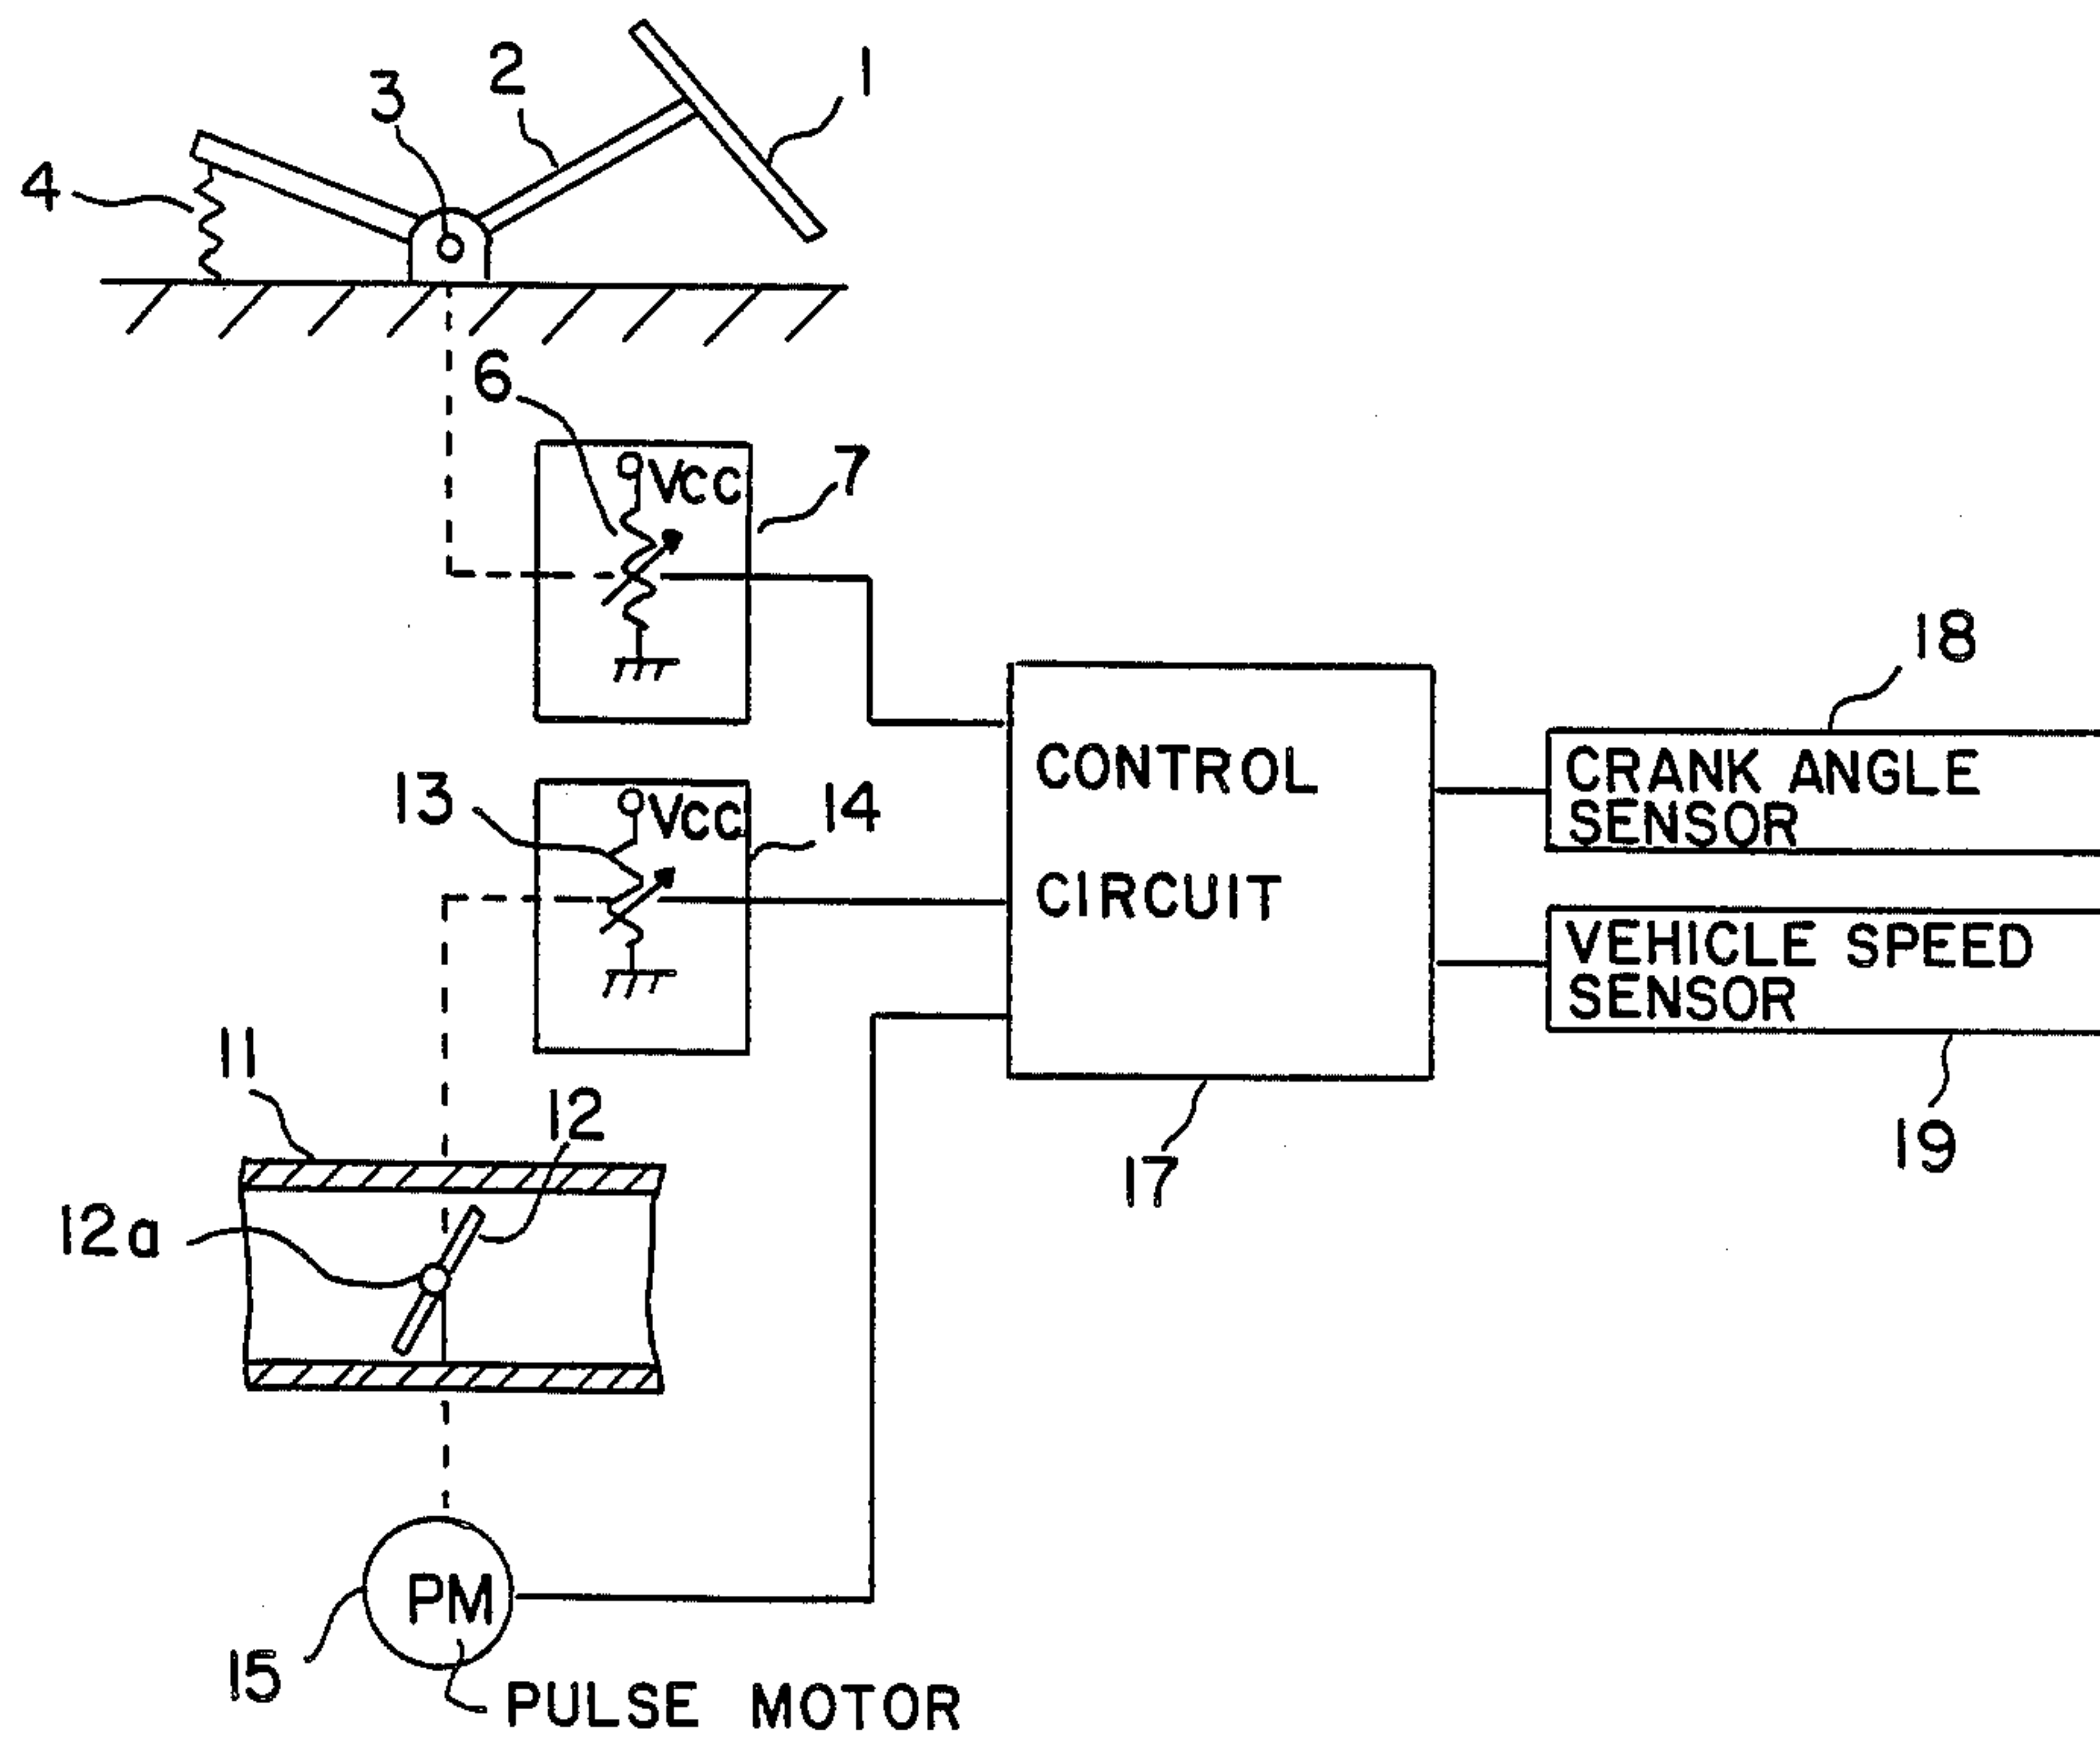 1
2
3
4
6
VCC
7
18
CONTROL
CIRCUIT
CRANK ANGLE
SENSOR
13
VCC
14
VEHICLE SPEED
SENSOR
11
12
17
19
12a
PM
15
PULSE MOTOR